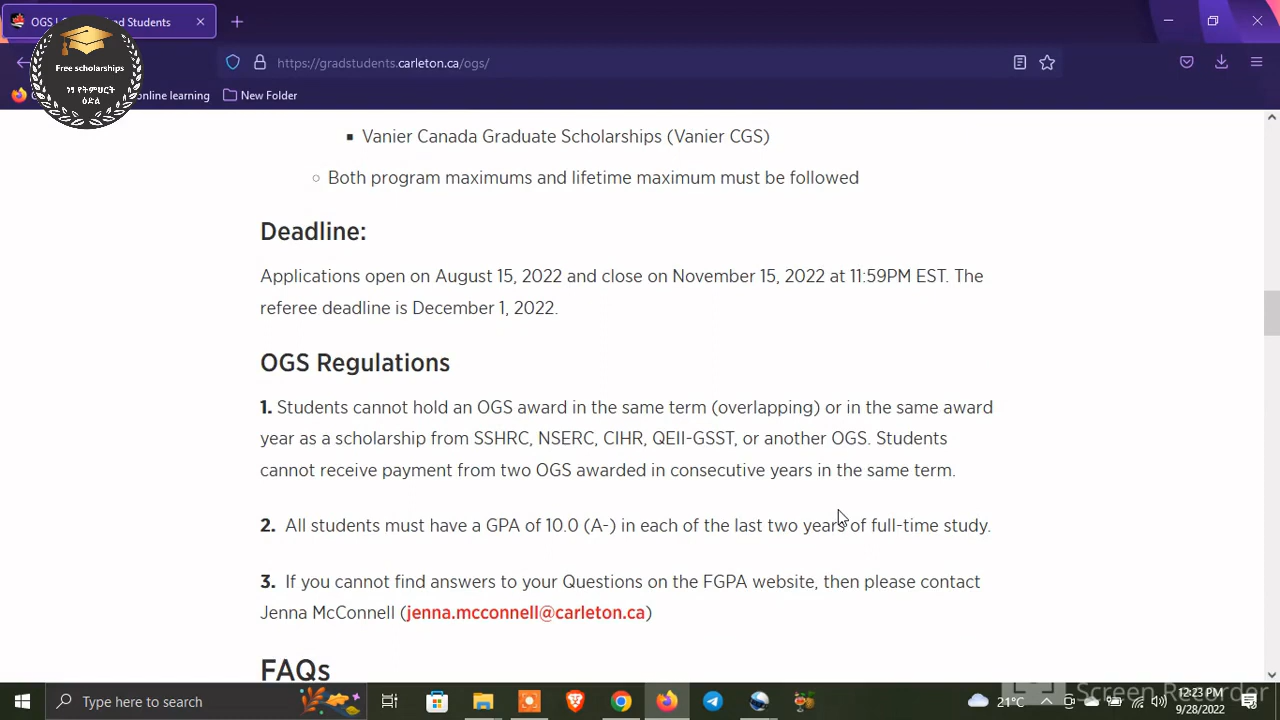 OGS | 
d Students
https://gradstudents.carleton.ca/ogs/
Free scholarships
ነፃ የትምህርት
ዕድል
online learning
New Folder
▪ Vanier Canada Graduate Scholarships (Vanier CGS)
○ Both program maximums and lifetime maximum must be followed
Deadline:
Applications open on August 15, 2022 and close on November 15, 2022 at 11:59PM EST. The
referee deadline is December 1, 2022.
OGS Regulations
1. Students cannot hold an OGS award in the same term (overlapping) or in the same award
year as a scholarship from SSHRC, NSERC, CIHR, QEII-GSST, or another OGS. Students
cannot receive payment from two OGS awarded in consecutive years in the same term.
2. All students must have a GPA of 10.0 (A-) in each of the last two years of full-time study.
3. If you cannot find answers to your Questions on the FGPA website, then please contact
Jenna McConnell (jenna.mcconnell@carleton.ca)
FAQs
Screen Recorder
Type here to search
21°C
12:23 PM
9/28/2022